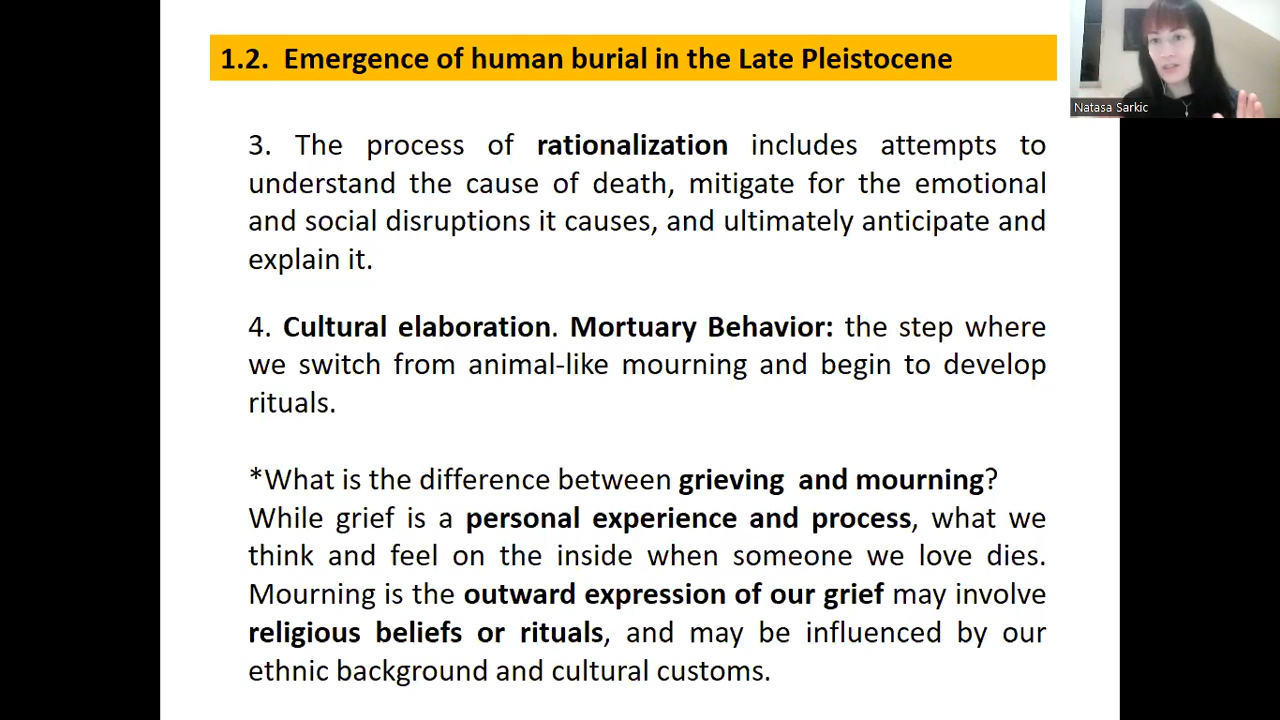 1.2. Emergence of human burial in the Late Pleistocene
Natasa Sarkic
3. The process of rationalization includes attempts to
understand the cause of death, mitigate for the emotional
and social disruptions it causes, and ultimately anticipate and
explain it.
4. Cultural elaboration. Mortuary Behavior: the step where
we switch from animal-like mourning and begin to develop
rituals.
*What is the difference between grieving and mourning?
While grief is a personal experience and process, what we
think and feel on the inside when someone we love dies.
Mourning is the outward expression of our grief may involve
religious beliefs or rituals, and may be influenced by our
ethnic background and cultural customs.